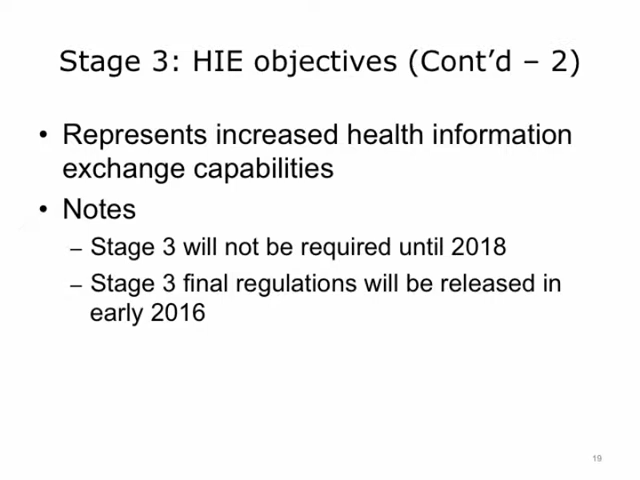 Stage 3: HIE objectives (Cont’d – 2)
• Represents increased health information
exchange capabilities
• Notes
– Stage 3 will not be required until 2018
– Stage 3 final regulations will be released in
early 2016
19